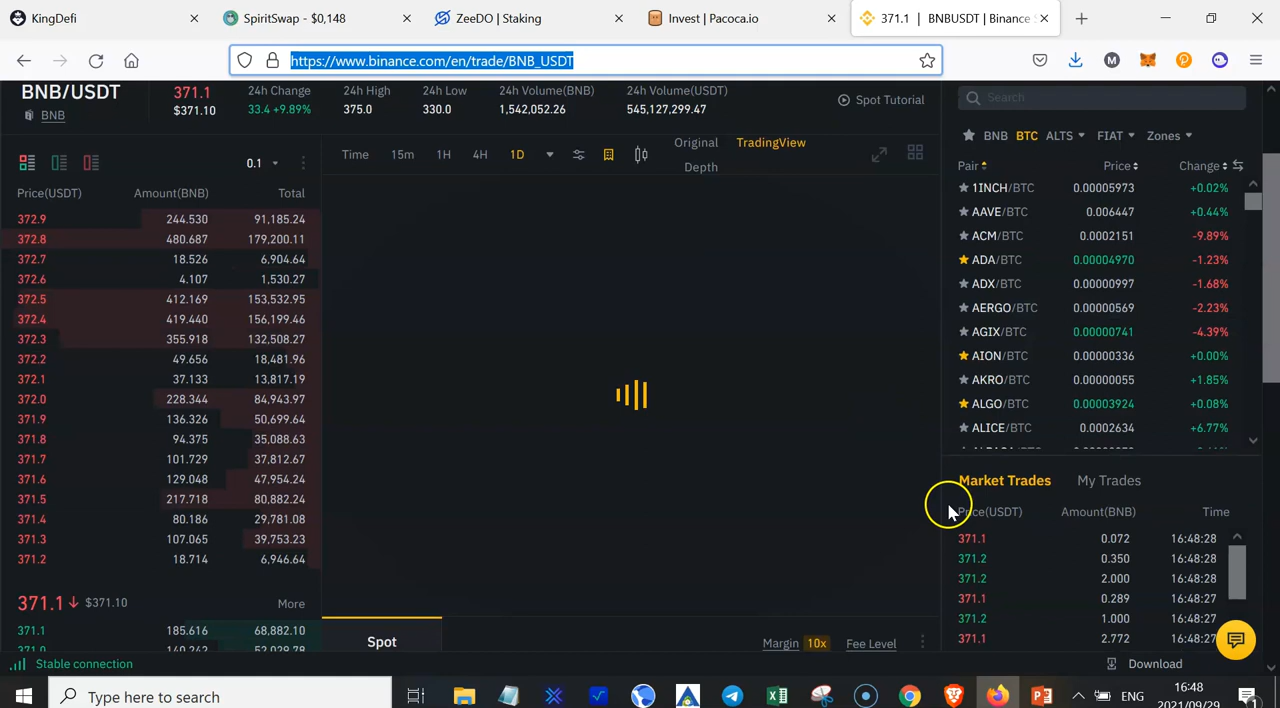 KingDefi
SpiritSwap - $0,148
ZeeDO | Staking
Invest | Pacoca.io
371.1 | BNBUSDT | Binance
https://www.binance.com/en/trade/BNB_USDT
BNB/USDT
BNB
371.1
$371.10
24h Change
33.4 +9.89%
24h High
375.0
24h Low
330.0
24h Volume(BNB)
1,542,052.26
24h Volume(USDT)
545,127,299.47
Spot Tutorial
0.1
Price(USDT) Amount(BNB) Total
372.9 244.530 91,185.24
372.8 480.687 179,200.11
372.7 18.526 6,904.64
372.6 4.107 1,530.27
372.5 412.169 153,532.95
372.4 419.440 156,199.46
372.3 355.918 132,508.27
372.2 49.656 18,481.96
372.1 37.133 13,817.19
372.0 228.344 84,943.97
371.9 136.326 50,699.64
371.8 94.375 35,088.63
371.7 101.729 37,812.67
371.6 129.048 47,954.24
371.5 217.718 80,882.24
371.4 80.186 29,781.08
371.3 107.065 39,753.23
371.2 18.714 6,946.64
371.1 $371.10 More
371.1 185.616 68,882.10
371.0 140.242 52,029.78
Time 15m 1H 4H 1D
Original TradingView
Depth
Spot
Margin 10x Fee Level
Search
BNB BTC ALTS FIAT Zones
Pair Price Change
1INCH/BTC 0.00005973 +0.02%
AAVE/BTC 0.006447 +0.44%
ACM/BTC 0.0002151 -9.89%
ADA/BTC 0.00004970 -1.23%
ADX/BTC 0.00000997 -1.68%
AERGO/BTC 0.00000569 -2.23%
AGIX/BTC 0.00000741 -4.39%
AION/BTC 0.00000336 +0.00%
AKRO/BTC 0.00000055 +1.85%
ALGO/BTC 0.00003924 +0.08%
ALICE/BTC 0.0002634 +6.77%
Market Trades My Trades
Price(USDT) Amount(BNB) Time
371.1 0.072 16:48:28
371.2 0.350 16:48:28
371.2 2.000 16:48:28
371.1 0.289 16:48:27
371.2 1.000 16:48:27
371.1 2.772 16:48:27
Stable connection
Download
Type here to search
ENG
16:48
2021/09/29